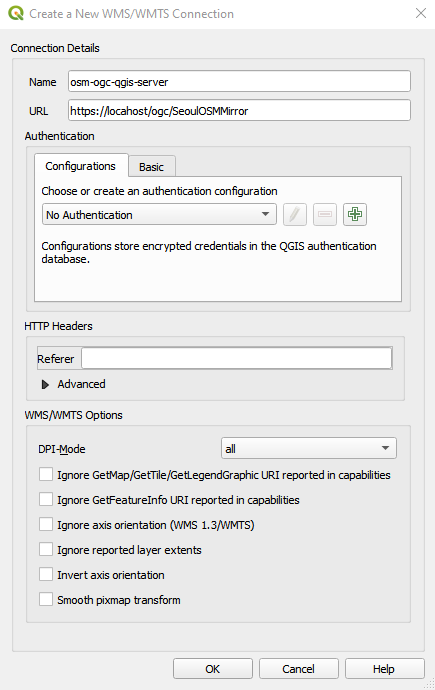 Create a New WMS/WMTS Connection
Connection Details
Name osm-ogc-qgis-server
URL https://locahost/ogc/SeoulOSMMirror
Authentication
Configurations Basic
Choose or create an authentication configuration
No Authentication
Configurations store encrypted credentials in the QGIS authentication
database.
HTTP Headers
Referer
Advanced
WMS/WMTS Options
DPI-Mode all
Ignore GetMap/GetTile/GetLegendGraphic URI reported in capabilities
Ignore GetFeatureInfo URI reported in capabilities
Ignore axis orientation (WMS 1.3/WMTS)
Ignore reported layer extents
Invert axis orientation
Smooth pixmap transform
OK Cancel Help